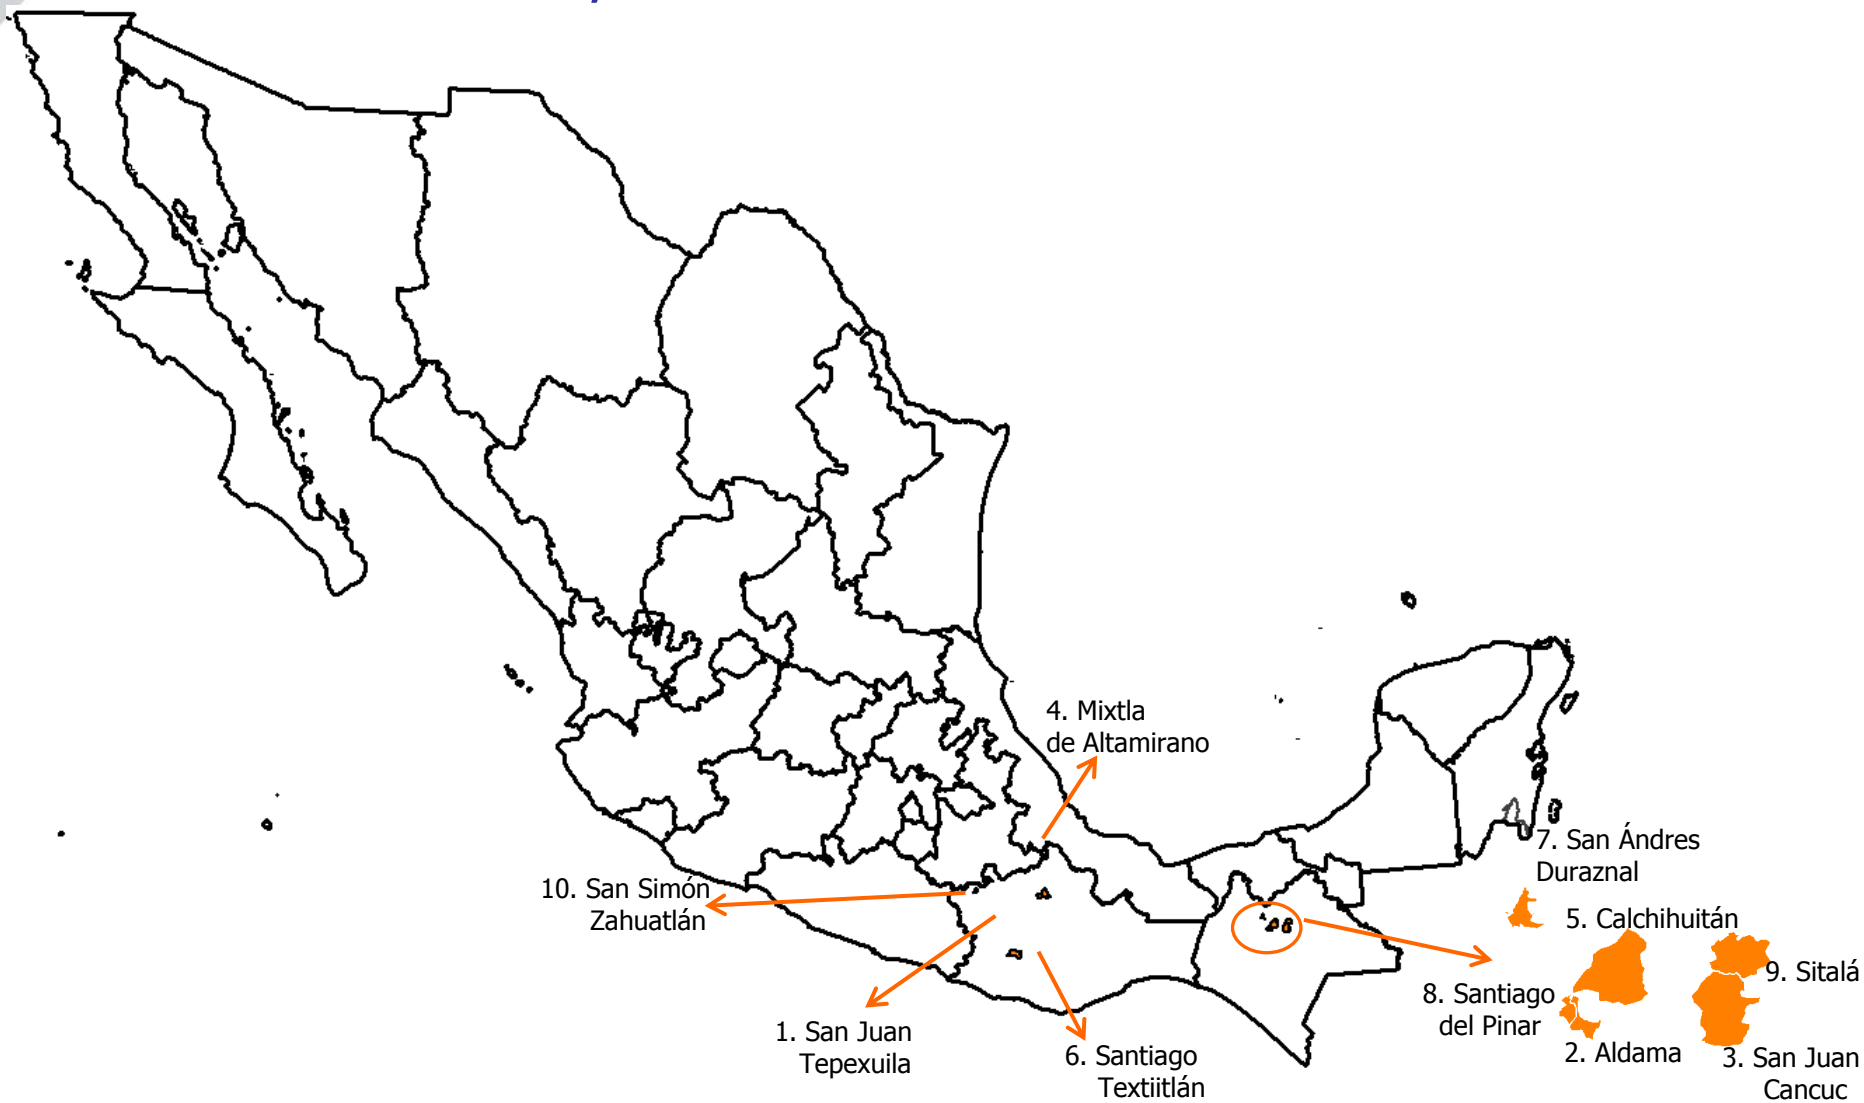 4. Mixtla
de Altamirano
7. San Ándres
Duraznal
10. San Simón
Zahuatlán
5. Calchihuitán
9. Sitalá
8. Santiago
del Pinar
1. San Juan
Tepexuila
6. Santiago
Textiitlán
2. Aldama
3. San Juan
Cancuc